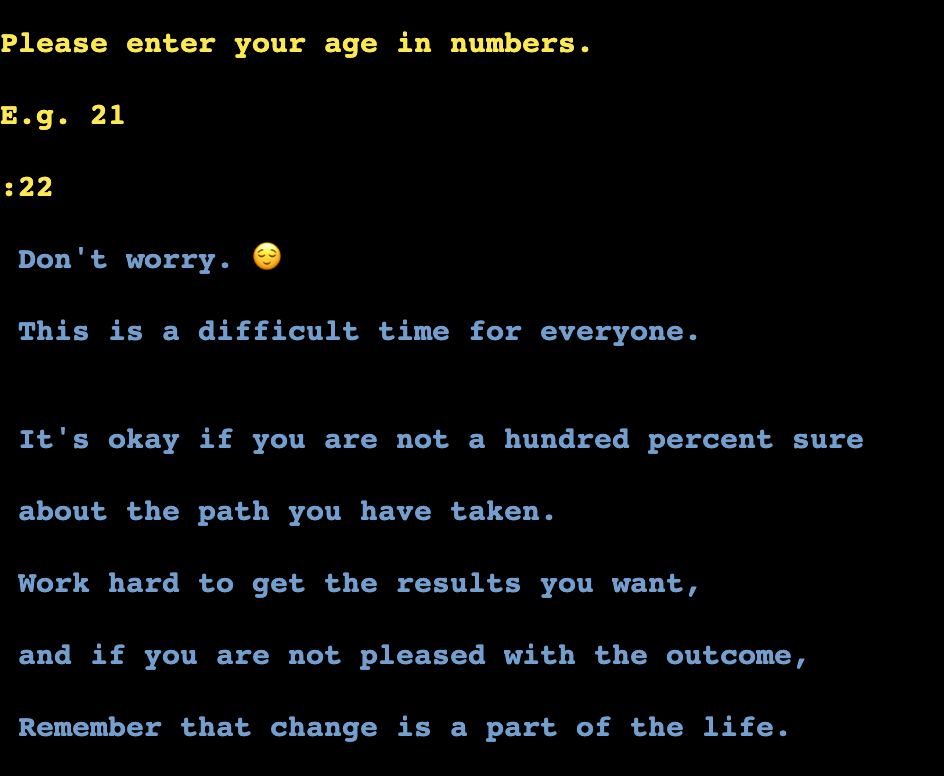 Please enter your age in numbers.
E.g. 21
:22
Don't worry. 😌
This is a difficult time for everyone.
It's okay if you are not a hundred percent sure
about the path you have taken.
Work hard to get the results you want,
and if you are not pleased with the outcome,
Remember that change is a part of the life.